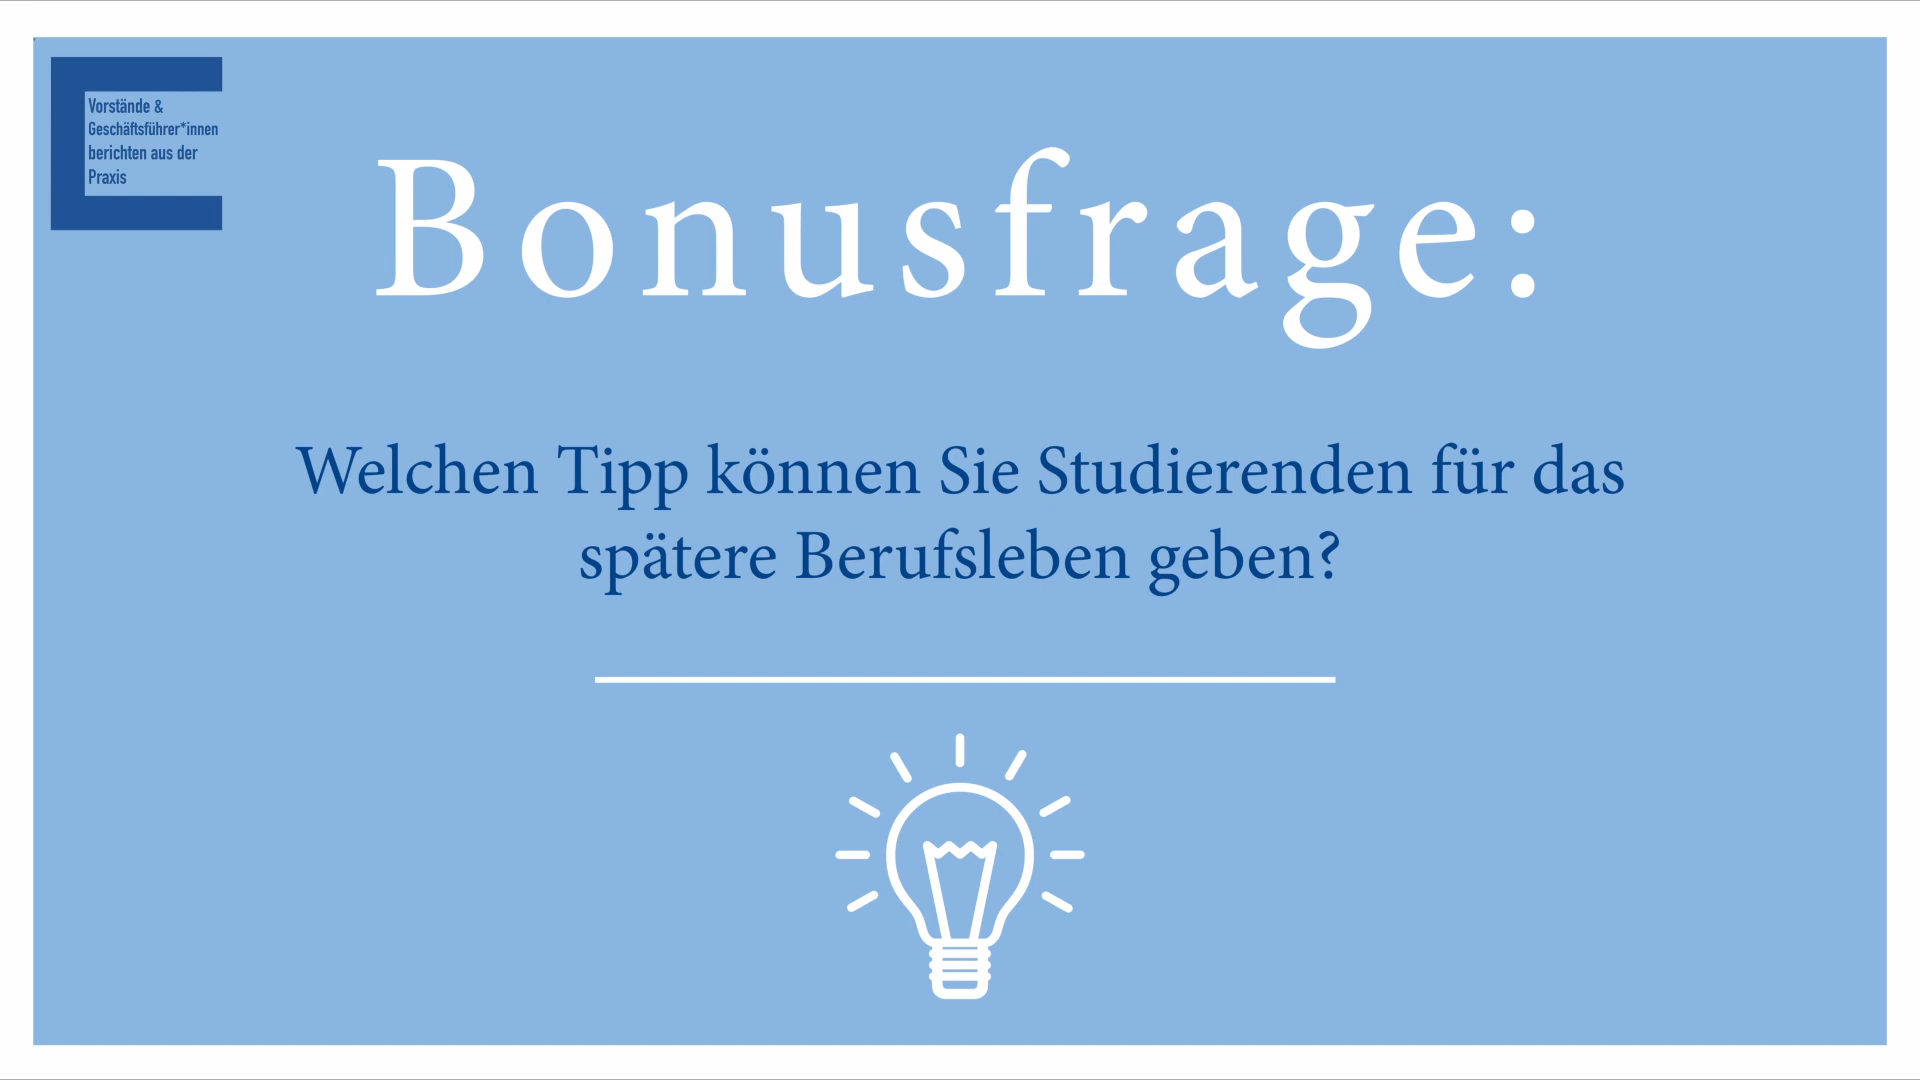 Vorstände &
Geschäftsführer*innen
berichten aus der
Praxis
Bonusfrage:
Welchen Tipp können Sie Studierenden für das
spätere Berufsleben geben?